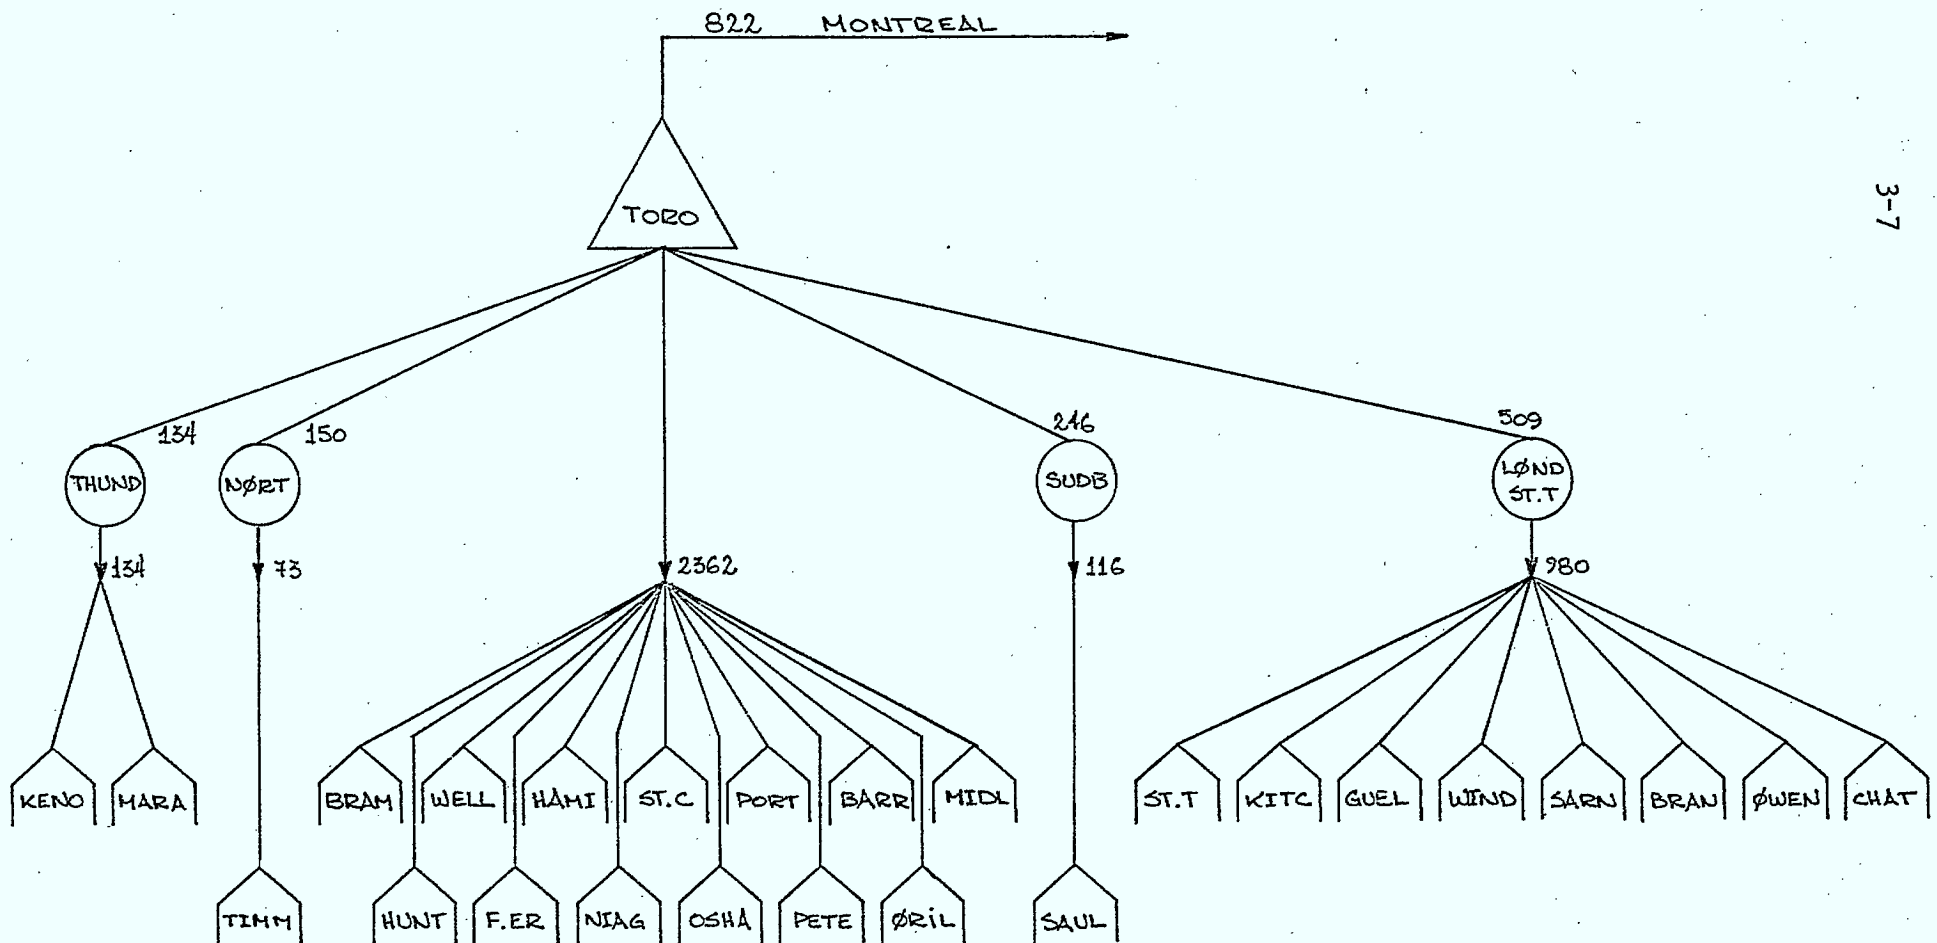 822 MONTREAL
3-7
TORO
134
150
246
509
THUND
NØRT
SUDB
LØND
ST.T
134
73
2362
116
980
KENO
MARA
BRAM
WELL
HAMI
ST.C
PORT
BARR
MIDL
ST.T
KITC
GUEL
WIND
SARN
BRAN
ØWEN
CHAT
TIMM
HUNT
F.ER
NIAG
OSHA
PETE
ØRiL
SAUL